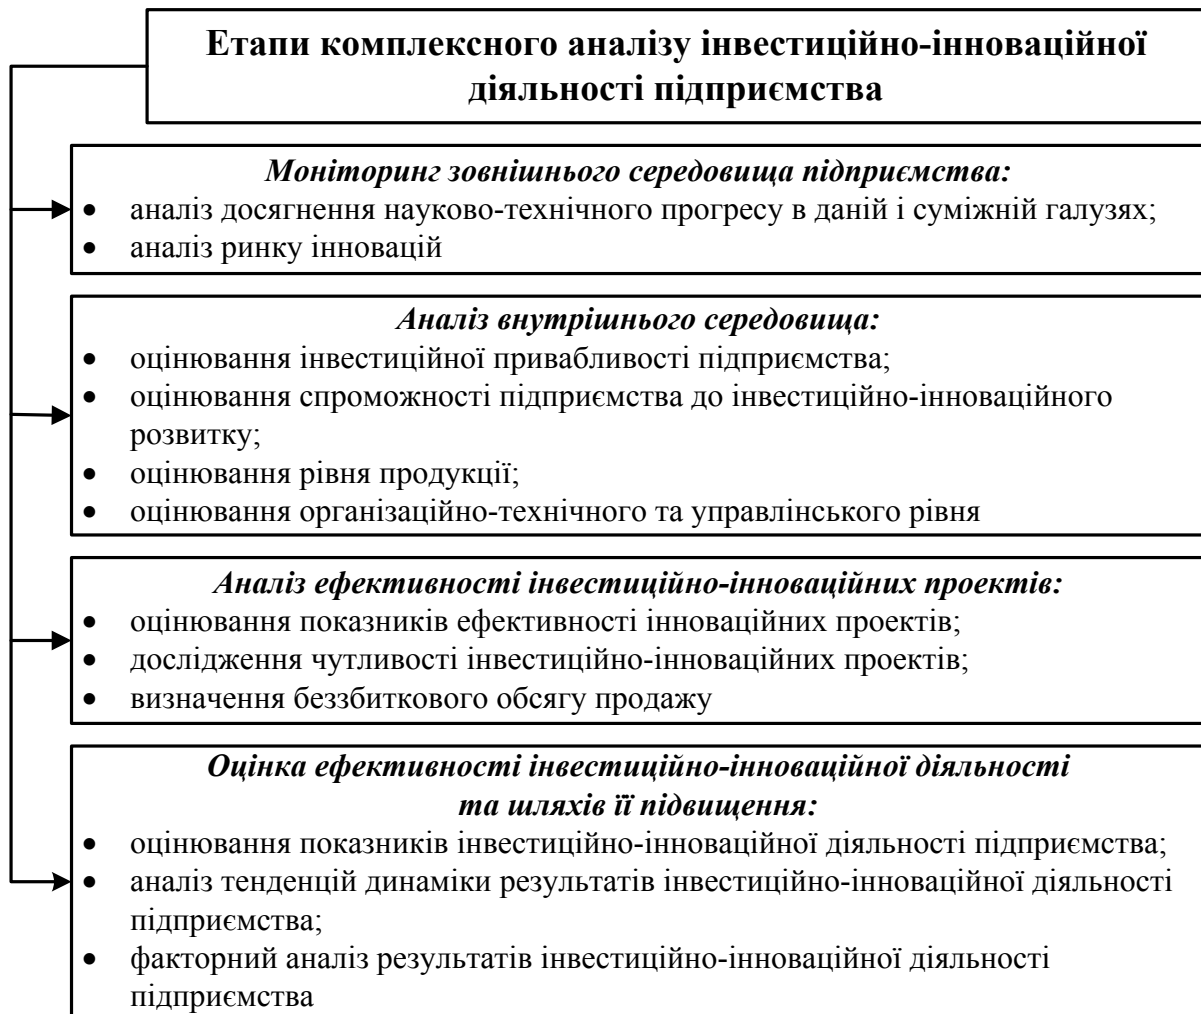 Етапи комплексного аналізу інвестиційно-інноваційної
діяльності підприємства
Моніторинг зовнішнього середовища підприємства:
• аналіз досягнення науково-технічного прогресу в даній і суміжній галузях;
• аналіз ринку інновацій
Аналіз внутрішнього середовища:
• оцінювання інвестиційної привабливості підприємства;
• оцінювання спроможності підприємства до інвестиційно-інноваційного
розвитку;
• оцінювання рівня продукції;
• оцінювання організаційно-технічного та управлінського рівня
Аналіз ефективності інвестиційно-інноваційних проектів:
• оцінювання показників ефективності інноваційних проектів;
• дослідження чутливості інвестиційно-інноваційних проектів;
• визначення беззбиткового обсягу продажу
Оцінка ефективності інвестиційно-інноваційної діяльності
та шляхів її підвищення:
• оцінювання показників інвестиційно-інноваційної діяльності підприємства;
• аналіз тенденцій динаміки результатів інвестиційно-інноваційної діяльності
підприємства;
• факторний аналіз результатів інвестиційно-інноваційної діяльності
підприємства